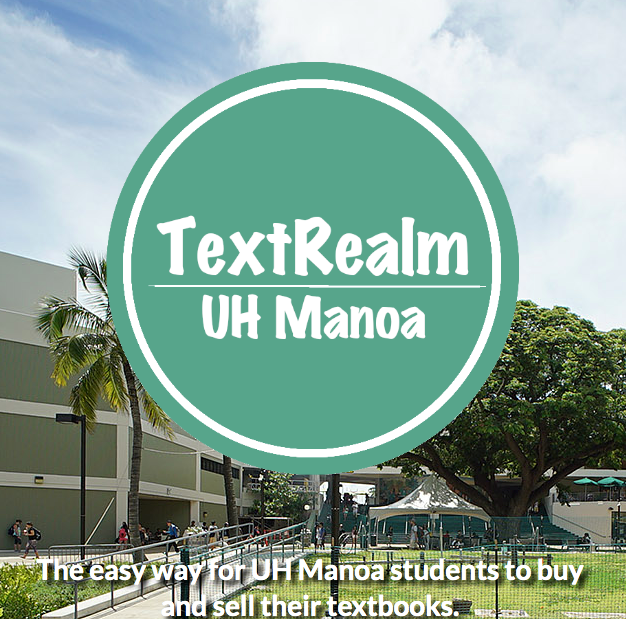 TextRealm
UH Manoa
The easy way for UH Manoa students to buy
and sell their textbooks.